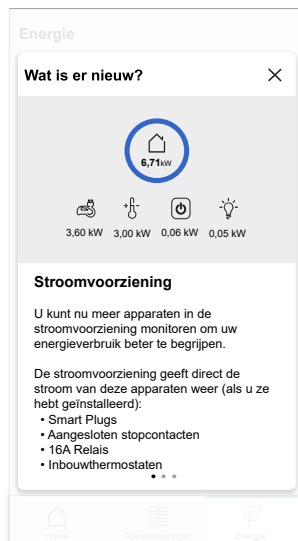 Energie
Wat is er nieuw?
6,71kW
3,60 kW 3,00 kW 0,06 kW 0,05 kW
Stroomvoorziening
U kunt nu meer apparaten in de
stroomvoorziening monitoren om uw
energieverbruik beter te begrijpen.
De stroomvoorziening geeft direct de
stroom van deze apparaten weer (als u ze
hebt geïnstalleerd):
• Smart Plugs
• Aangesloten stopcontacten
• 16A Relais
• Inbouwthermostaten
Home Automatiseringen Energie